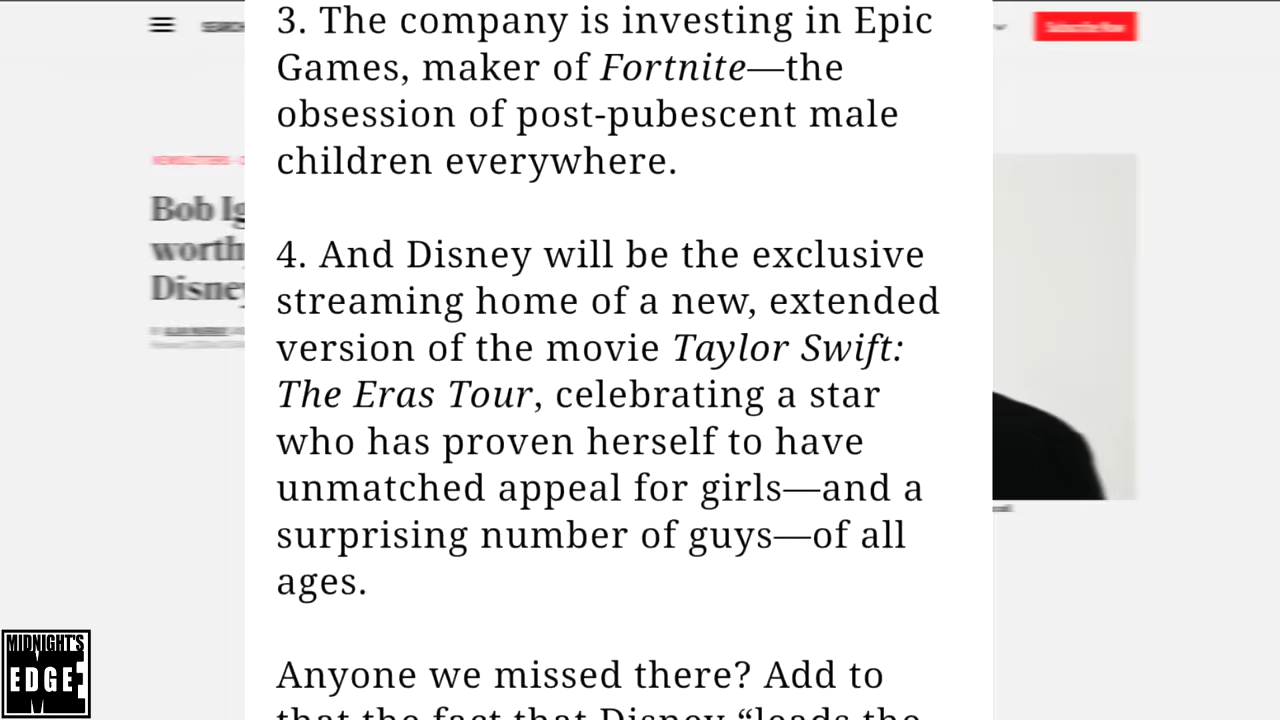 3. The company is investing in Epic
Games, maker of Fortnite—the
obsession of post-pubescent male
children everywhere.
4. And Disney will be the exclusive
streaming home of a new, extended
version of the movie Taylor Swift:
The Eras Tour, celebrating a star
who has proven herself to have
unmatched appeal for girls—and a
surprising number of guys—of all
ages.
Anyone we missed there? Add to
that the fact that Disney “leads the
Bob Ig
worth
Disney
MIDNIGHT'S
EDGE